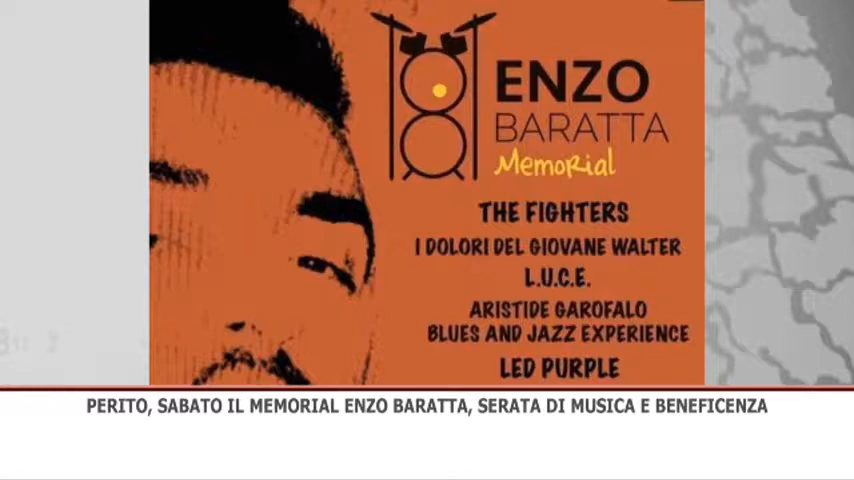 ENZO
BARATTA
Memorial
THE FIGHTERS
I DOLORI DEL GIOVANE WALTER
L.U.C.E.
ARISTIDE GAROFALO
BLUES AND JAZZ EXPERIENCE
LED PURPLE
PERITO, SABATO IL MEMORIAL ENZO BARATTA, SERATA DI MUSICA E BENEFICENZA